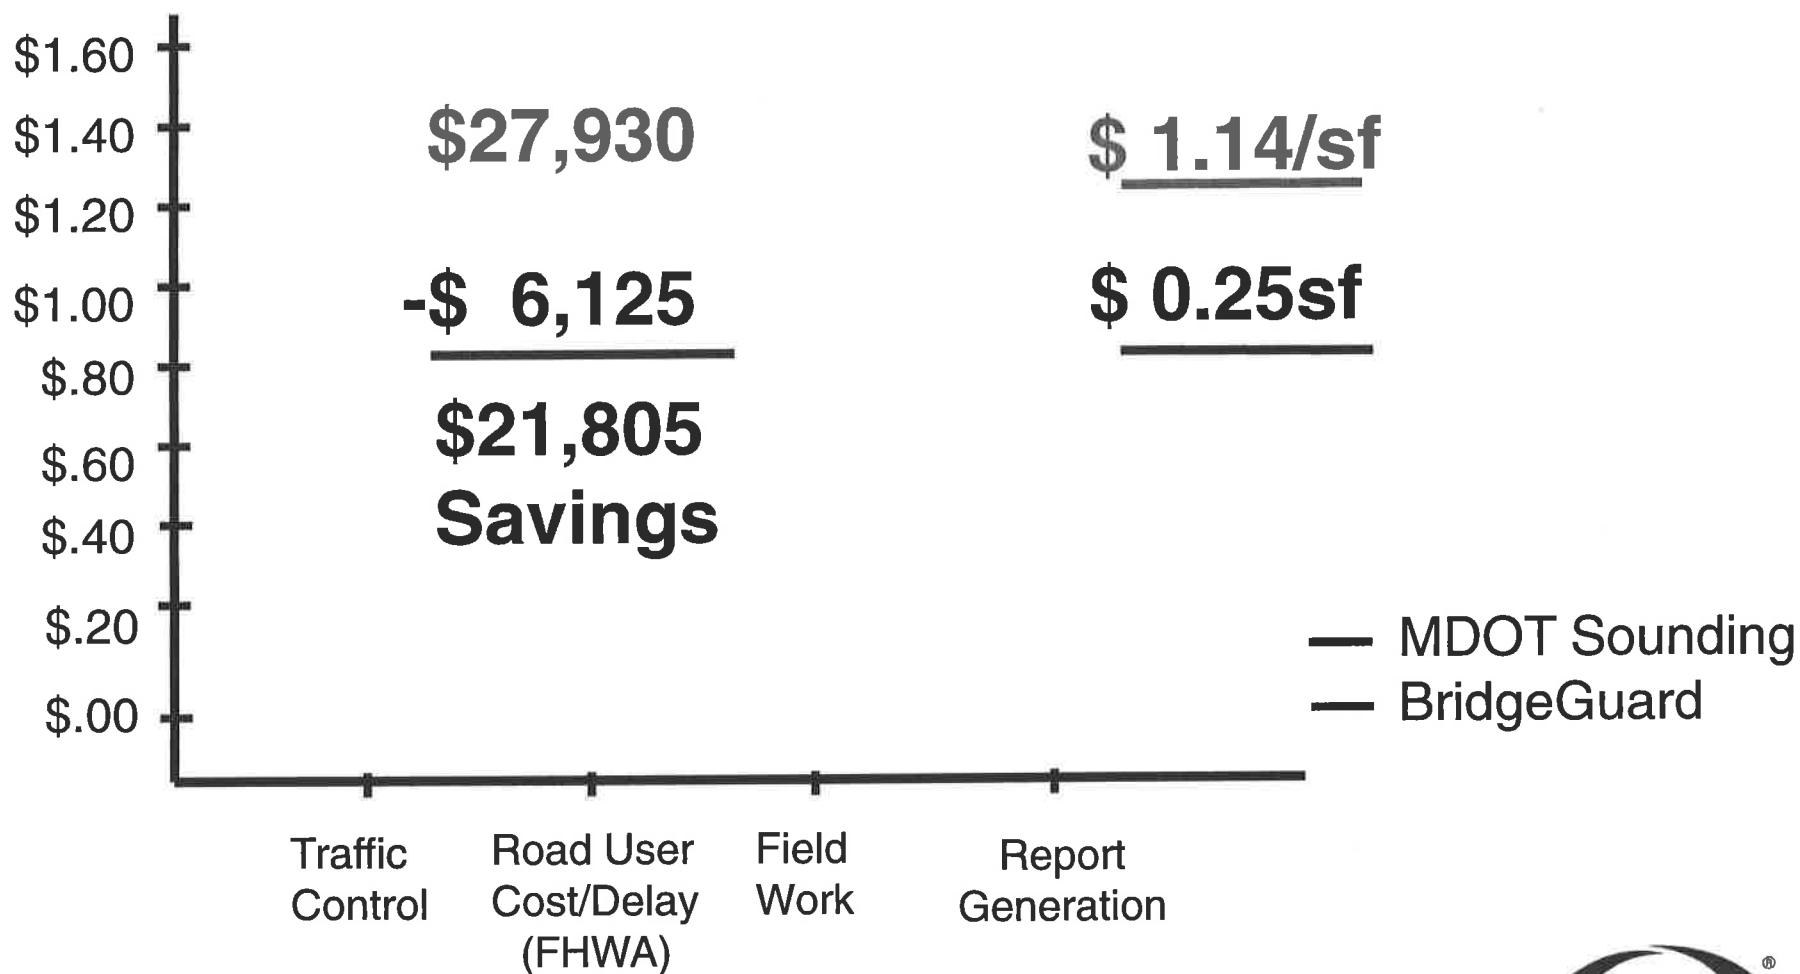 $1.60
$1.40
$1.20
$1.00
$.80
$.60
$.40
$.20
$.00
$27,930
-$ 6,125
$21,805
Savings
$ 1.14/sf
$ 0.25sf
MDOT Sounding
BridgeGuard
Traffic
Control
Road User
Cost/Delay
(FHWA)
Field
Work
Report
Generation
®